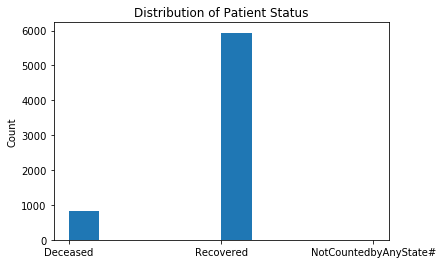 Distribution of Patient Status
Count
6000
5000
4000
3000
2000
1000
0
Deceased
Recovered
NotCountedbyAnyState#